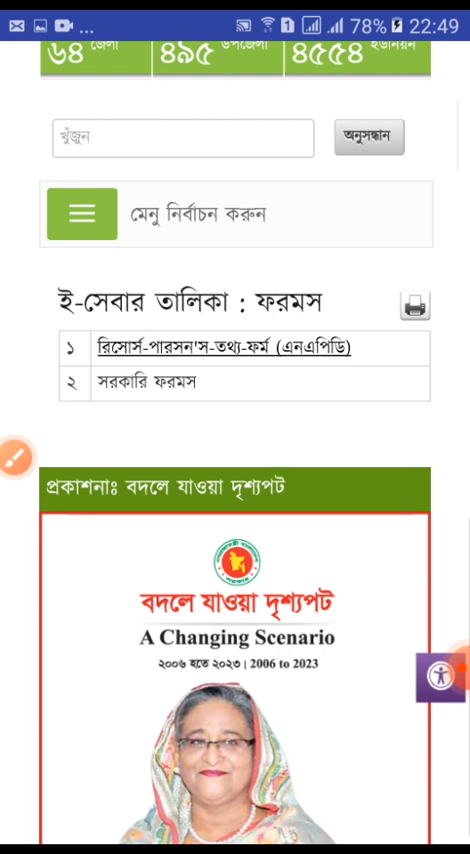 78% 22:49
৬৪ জেলা ৪৯৫ উপজেলা ৪৫৫৪ ইউনিয়ন
খুঁজুন অনুসন্ধান
মেনু নির্বাচন করুন
ই-সেবার তালিকা : ফরমস
১ রিসোর্স-পারসন'স-তথ্য-ফর্ম (এনএপিডি)
২ সরকারি ফরমস
প্রকাশনাঃ বদলে যাওয়া দৃশ্যপট
বদলে যাওয়া দৃশ্যপট
A Changing Scenario
২০০৬ হতে ২০২৩ | 2006 to 2023